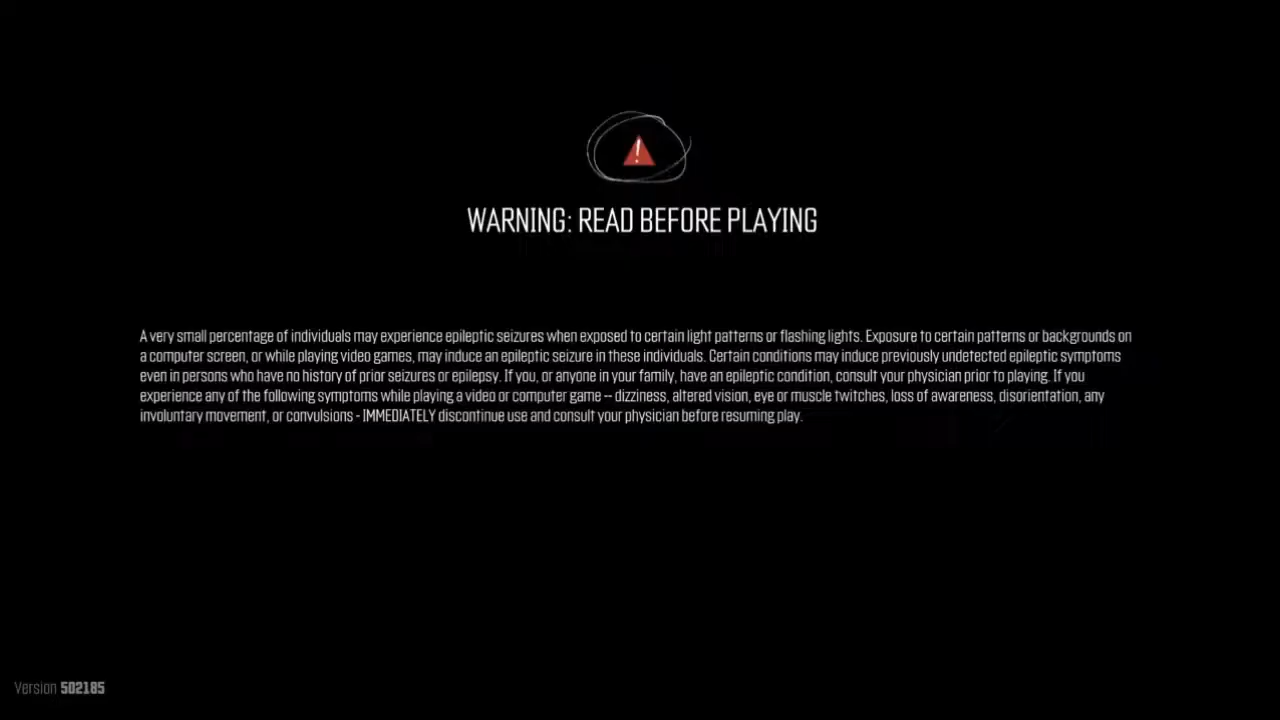 WARNING: READ BEFORE PLAYING
A very small percentage of individuals may experience epileptic seizures when exposed to certain light patterns or flashing lights. Exposure to certain patterns or backgrounds on
a computer screen, or while playing video games, may induce an epileptic seizure in these individuals. Certain conditions may induce previously undetected epileptic symptoms
even in persons who have no history of prior seizures or epilepsy. If you, or anyone in your family, have an epileptic condition, consult your physician prior to playing. If you
experience any of the following symptoms while playing a video or computer game -- dizziness, altered vision, eye or muscle twitches, loss of awareness, disorientation, any
involuntary movement, or convulsions - IMMEDIATELY discontinue use and consult your physician before resuming play.
Version 502185